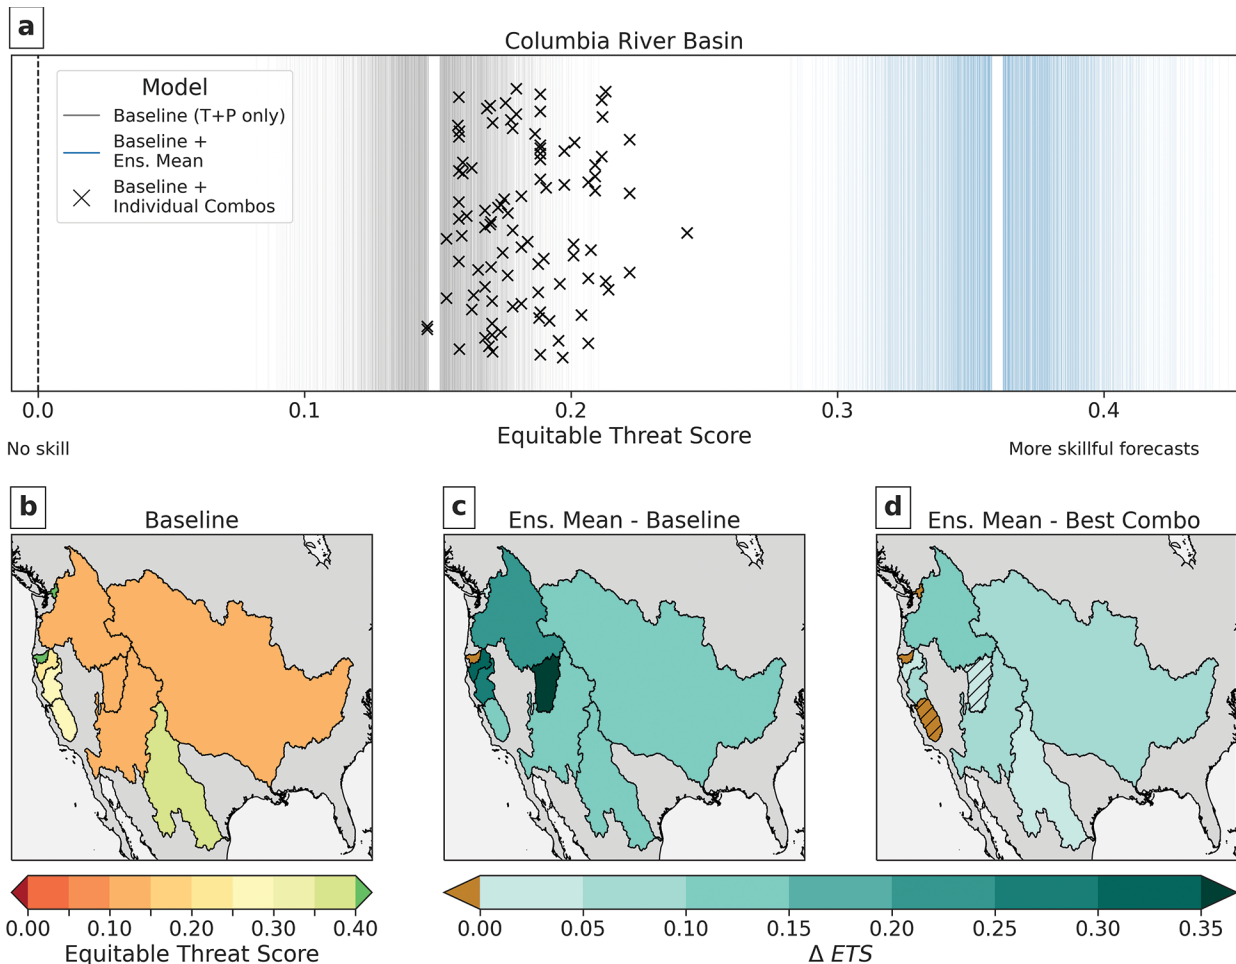 a
Columbia River Basin
Model
Baseline (T+P only)
Baseline +
Ens. Mean
Baseline +
Individual Combos
0.0 0.1 0.2 0.3 0.4
Equitable Threat Score
No skill
More skillful forecasts
b
Baseline
c
Ens. Mean - Baseline
d
Ens. Mean - Best Combo
0.00 0.10 0.20 0.30 0.40
Equitable Threat Score
0.00 0.05 0.10 0.15 0.20 0.25 0.30 0.35
Δ ETS